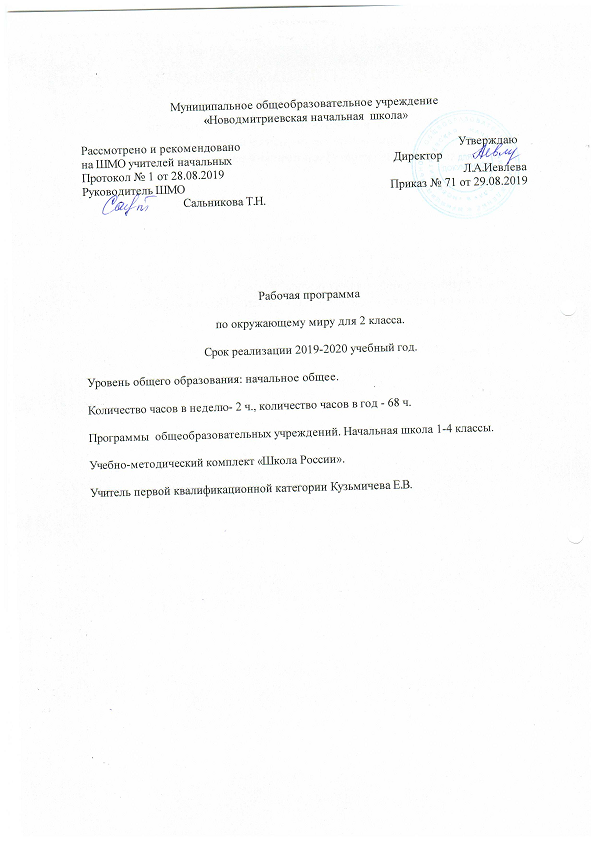 Муниципальное общеобразовательное учреждение
«Новодмитриевская начальная школа»
Рассмотрено и рекомендовано
на ШМО учителей начальных
Протокол № 1 от 28.08.2019
Руководитель ШМО
Сальникова Т.Н.
Утверждаю
Директор
Л.А.Иевлева
Приказ № 71 от 29.08.2019
Рабочая программа
по окружающему миру для 2 класса.
Срок реализации 2019-2020 учебный год.
Уровень общего образования: начальное общее.
Количество часов в неделю- 2 ч., количество часов в год - 68 ч.
Программы общеобразовательных учреждений. Начальная школа 1-4 классы.
Учебно-методический комплект «Школа России».
Учитель первой квалификационной категории Кузьмичева Е.В.